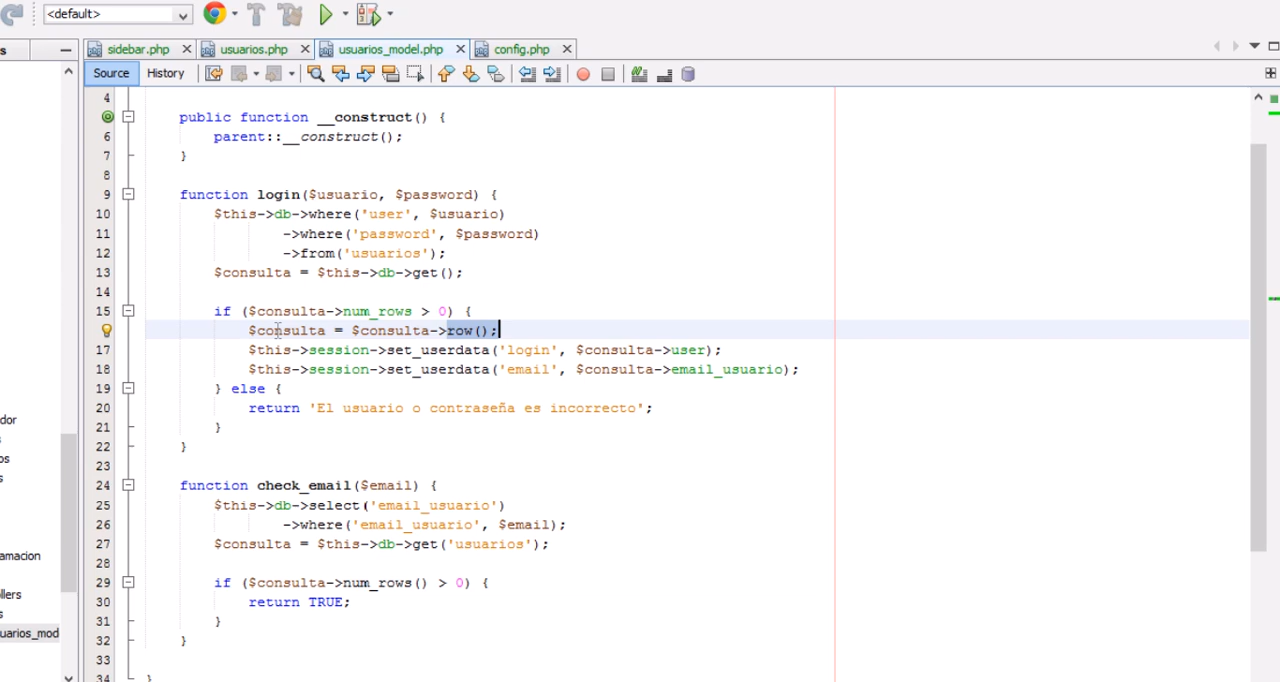 <default>
s
sidebar.php
usuarios.php
usuarios_model.php
config.php
Source
History
4
public function __construct() {
6 parent::__construct();
7 }
8
9 function login($usuario, $password) {
10 $this->db->where('user', $usuario)
11 ->where('password', $password)
12 ->from('usuarios');
13 $consulta = $this->db->get();
14
15 if ($consulta->num_rows > 0) {
$consulta = $consulta->row();
17 $this->session->set_userdata('login', $consulta->user);
18 $this->session->set_userdata('email', $consulta->email_usuario);
19 } else {
20 return 'El usuario o contraseña es incorrecto';
21 }
22 }
23
24 function check_email($email) {
25 $this->db->select('email_usuario')
26 ->where('email_usuario', $email);
27 $consulta = $this->db->get('usuarios');
28
29 if ($consulta->num_rows() > 0) {
30 return TRUE;
31 }
32 }
33
34 }
dor
s
os
s
amacion
llers
s
uarios_mod